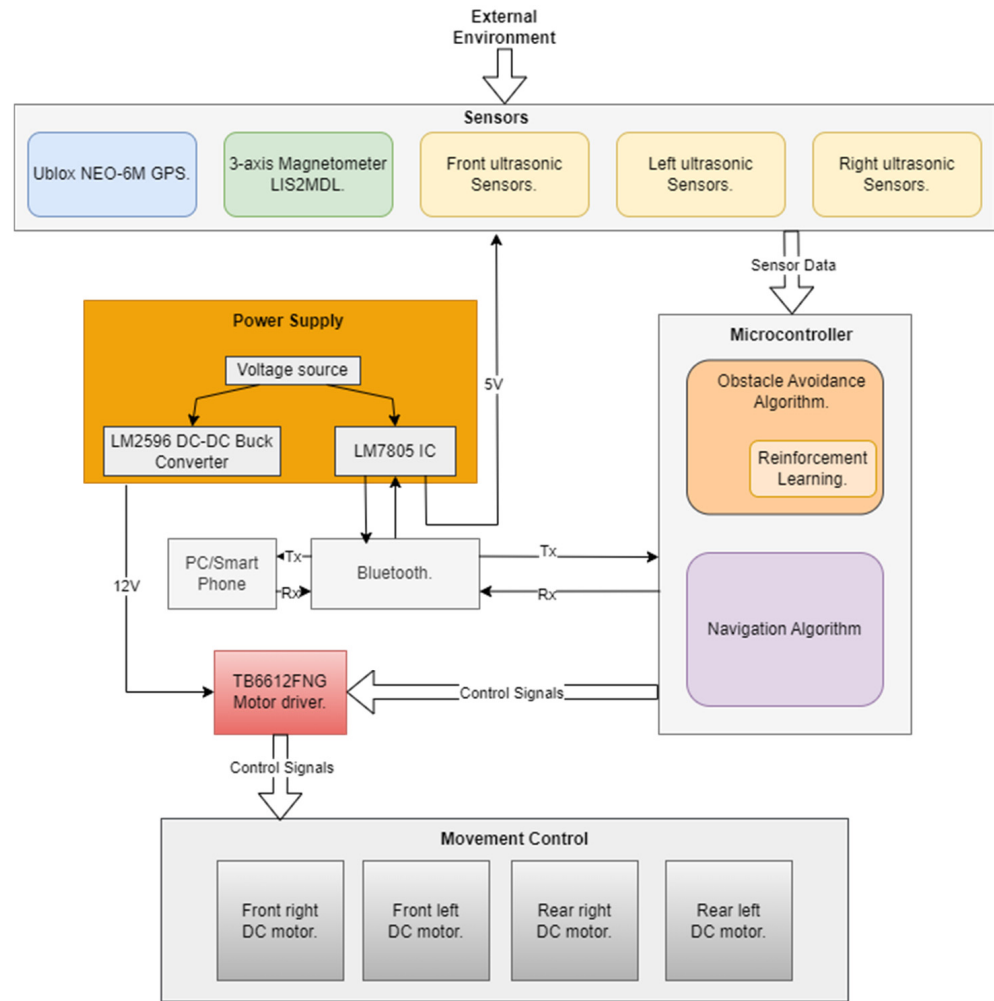 External
Environment
Sensors
Ublox NEO-6M GPS.
3-axis Magnetometer
LIS2MDL.
Front ultrasonic
Sensors.
Left ultrasonic
Sensors.
Right ultrasonic
Sensors.
Sensor Data
Power Supply
Voltage source
LM2596 DC-DC Buck
Converter
LM7805 IC
5V
Microcontroller
Obstacle Avoidance
Algorithm.
Reinforcement
Learning.
Navigation Algorithm
12V
PC/Smart
Phone
Tx
Rx
Bluetooth.
Tx
Rx
TB6612FNG
Motor driver.
Control Signals
Control Signals
Movement Control
Front right
DC motor.
Front left
DC motor.
Rear right
DC motor.
Rear left
DC motor.